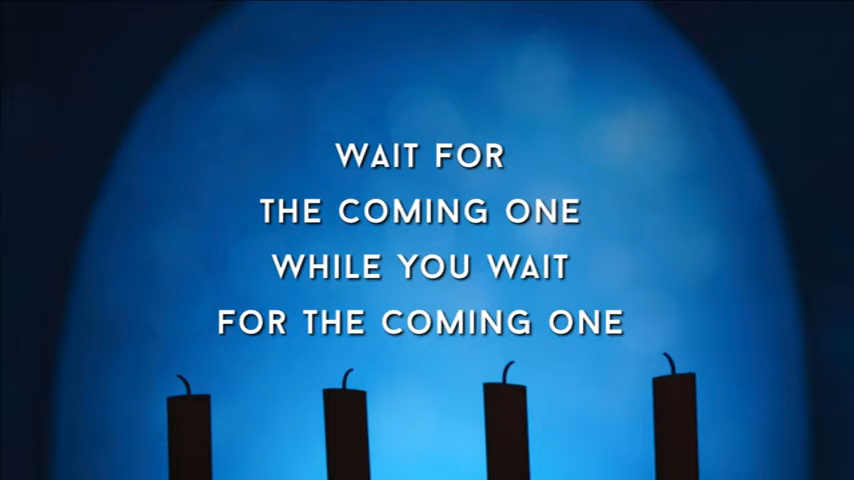 WAIT FOR
THE COMING ONE
WHILE YOU WAIT
FOR THE COMING ONE